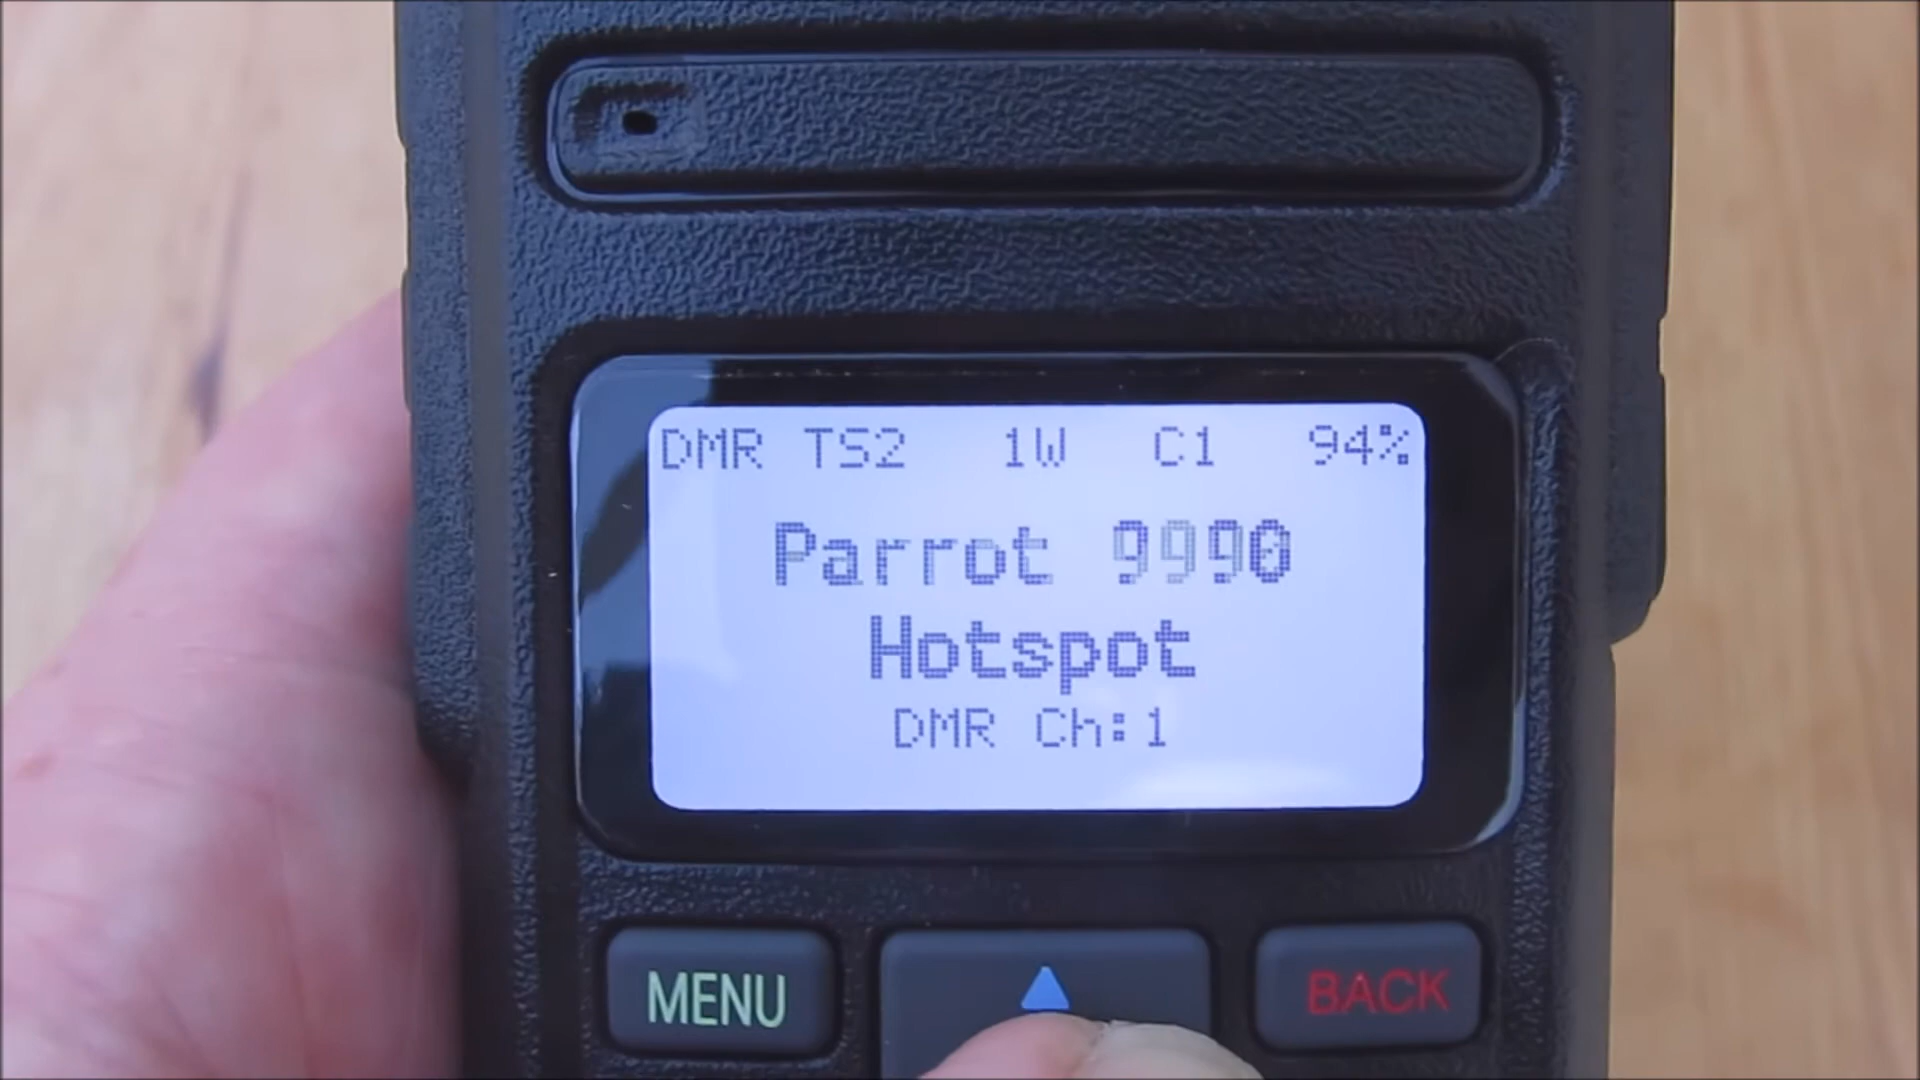 DMR TS2 1W C1 94%
Parrot 9990
Hotspot
DMR Ch:1
MENU BACK